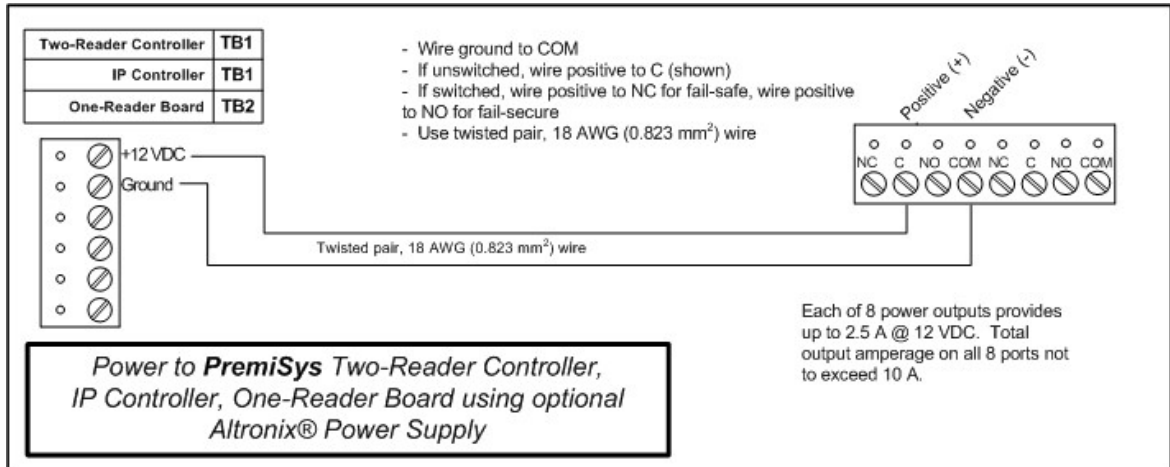 Two-Reader Controller TB1
IP Controller TB1
One-Reader Board TB2
- Wire ground to COM
- If unswitched, wire positive to C (shown)
- If switched, wire positive to NC for fail-safe, wire positive
to NO for fail-secure
- Use twisted pair, 18 AWG (0.823 mm²) wire
Positive (+)
Negative (-)
+12 VDC
Ground
NC C NO COM NC C NO COM
Twisted pair, 18 AWG (0.823 mm²) wire
Each of 8 power outputs provides
up to 2.5 A @ 12 VDC. Total
output amperage on all 8 ports not
to exceed 10 A.
Power to PremiSys Two-Reader Controller,
IP Controller, One-Reader Board using optional
Altronix® Power Supply